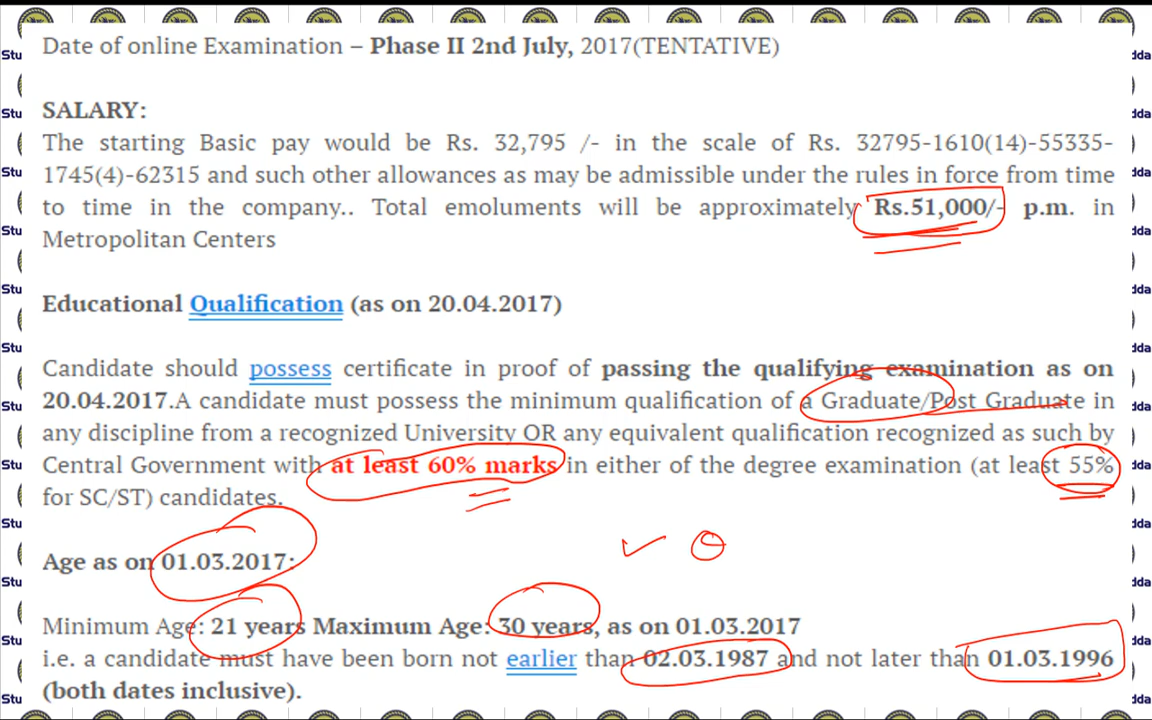 Date of online Examination – Phase II 2nd July, 2017(TENTATIVE)
SALARY:
The starting Basic pay would be Rs. 32,795 /- in the scale of Rs. 32795-1610(14)-55335-
1745(4)-62315 and such other allowances as may be admissible under the rules in force from time
to time in the company.. Total emoluments will be approximately Rs.51,000/- p.m. in
Metropolitan Centers
Educational Qualification (as on 20.04.2017)
Candidate should possess certificate in proof of passing the qualifying examination as on
20.04.2017.A candidate must possess the minimum qualification of a Graduate/Post Graduate in
any discipline from a recognized University OR any equivalent qualification recognized as such by
Central Government with at least 60% marks in either of the degree examination (at least 55%
for SC/ST) candidates.
Age as on 01.03.2017:
Minimum Age: 21 years Maximum Age: 30 years, as on 01.03.2017
i.e. a candidate must have been born not earlier than 02.03.1987 and not later than 01.03.1996
(both dates inclusive).